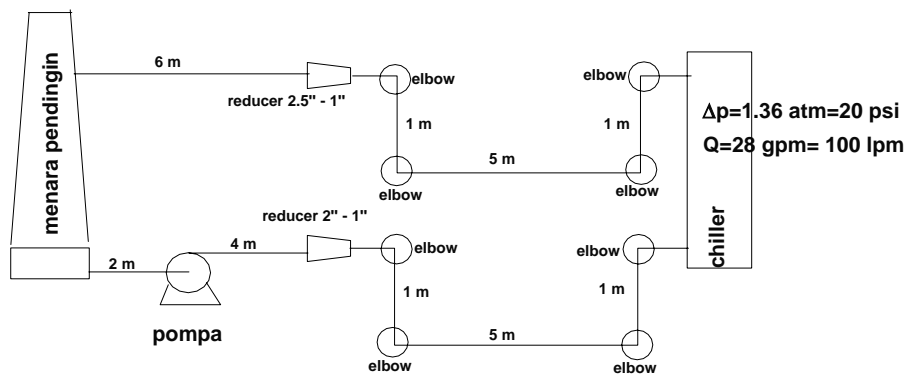 menara pendingin
6 m
reducer 2.5" - 1"
elbow
1 m
elbow
5 m
elbow
1 m
elbow
Δp=1.36 atm=20 psi
Q=28 gpm= 100 lpm
chiller
2 m
pompa
4 m
reducer 2" - 1"
elbow
1 m
elbow
5 m
elbow
1 m
elbow